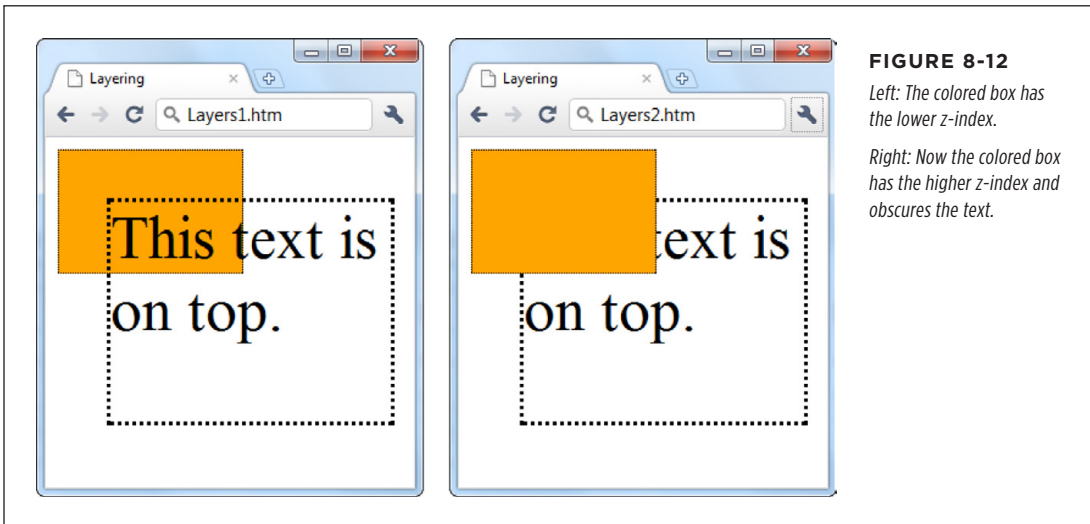 Layering
Layers1.htm
This text is
on top.
Layering
Layers2.htm
text is
on top.
FIGURE 8-12
Left: The colored box has
the lower z-index.
Right: Now the colored box
has the higher z-index and
obscures the text.